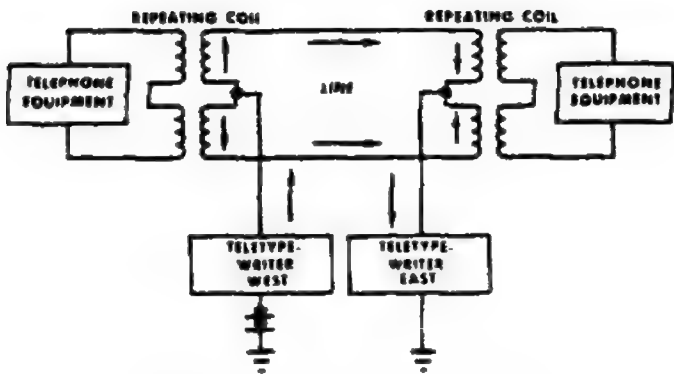 REPEATING COIL
REPEATING COIL
TELEPHONE
EQUIPMENT
LINE
TELEPHONE
EQUIPMENT
TELETYPE-
WRITER
WEST
TELETYPE-
WRITER
EAST